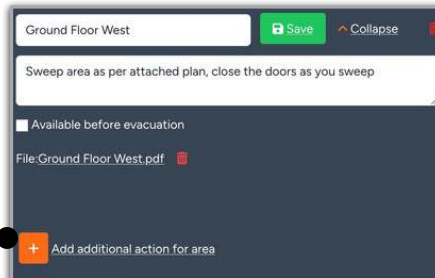 Ground Floor West
Save
Collapse
Sweep area as per attached plan, close the doors as you sweep
Available before evacuation
File:Ground Floor West.pdf
+
Add additional action for area